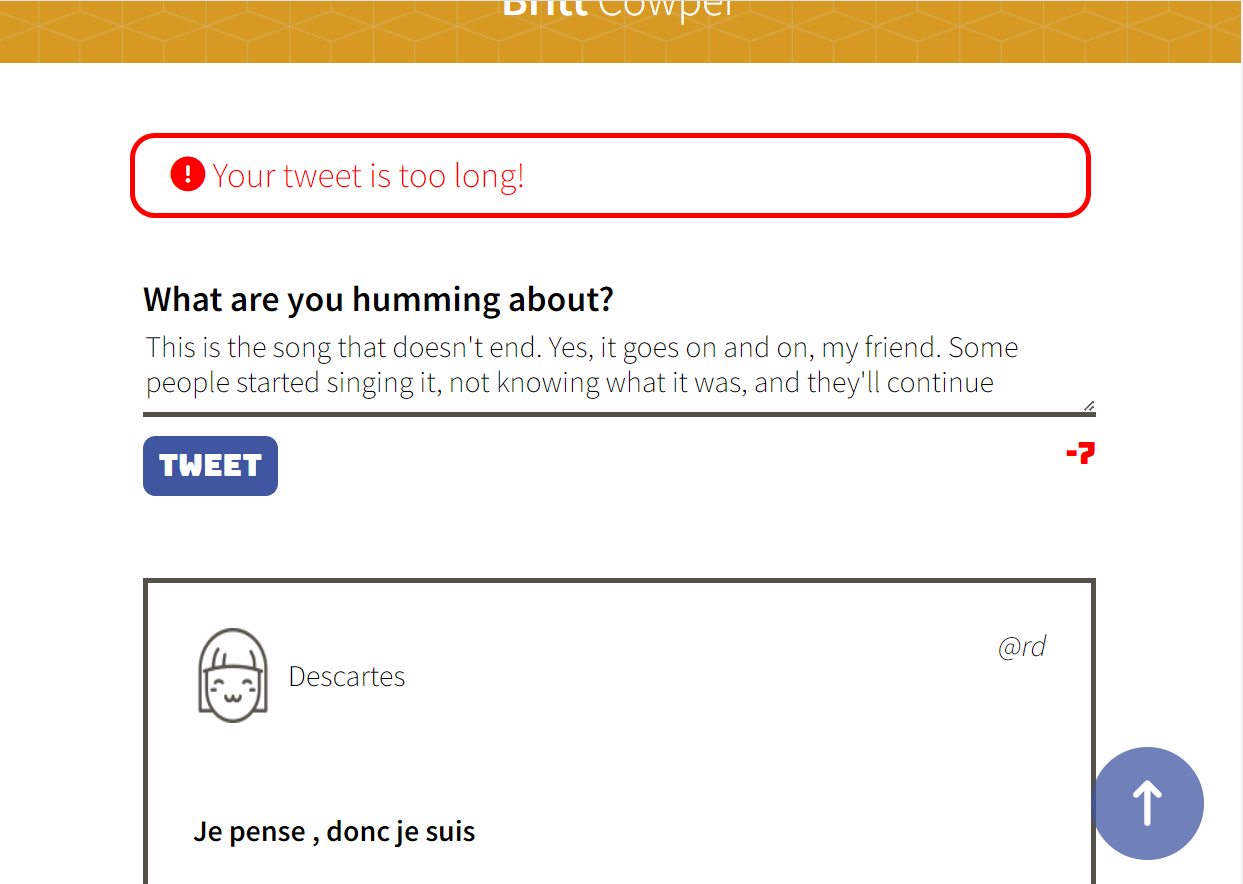 Britt Cowper
Your tweet is too long!
What are you humming about?
This is the song that doesn't end. Yes, it goes on and on, my friend. Some
people started singing it, not knowing what it was, and they'll continue
TWEET
-7
@rd
Descartes
Je pense , donc je suis